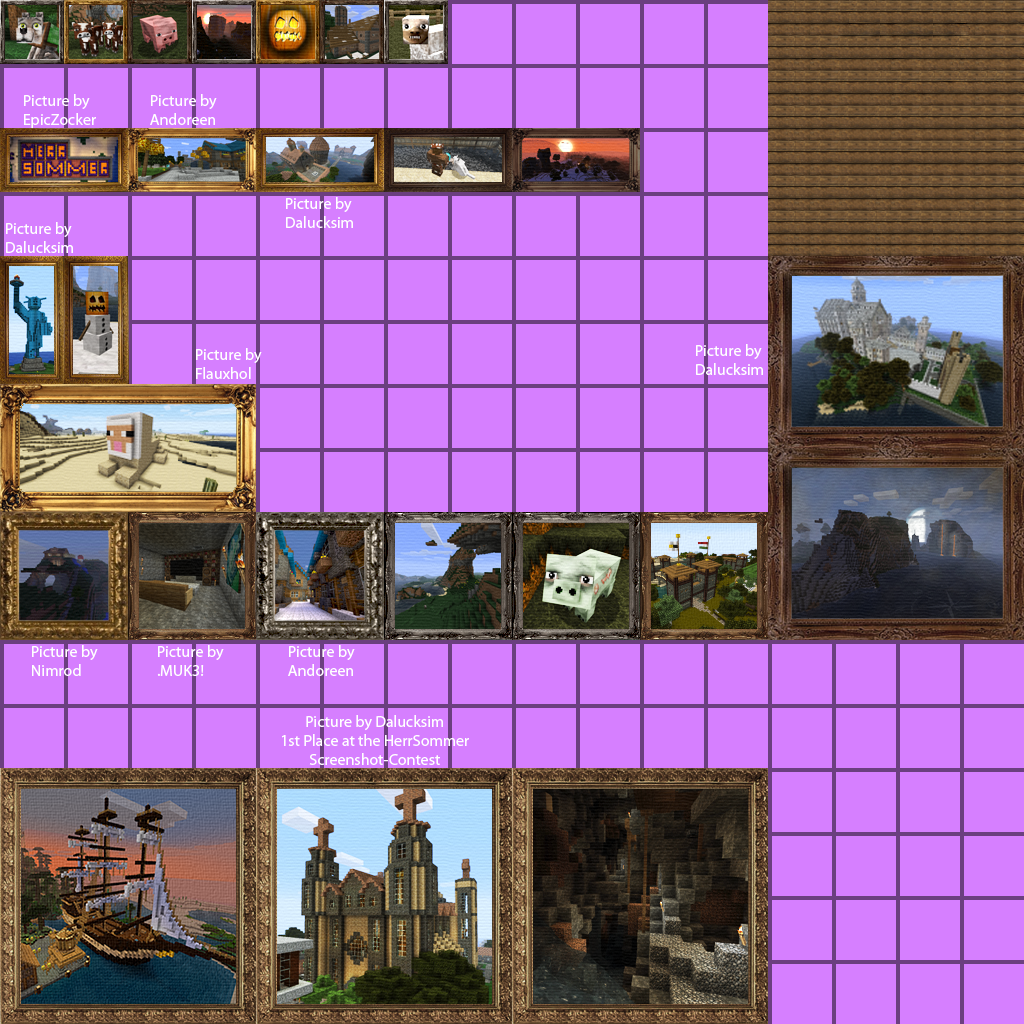 Picture by
EpicZocker
Picture by
Andoreen
HERR
SOMMER
Picture by
Dalucksim
Picture by
Dalucksim
Picture by
Flauxhol
Picture by
Dalucksim
Picture by
Nimrod
Picture by
.MUK3!
Picture by
Andoreen
Picture by Dalucksim
1st Place at the HerrSommer
Screenshot-Contest